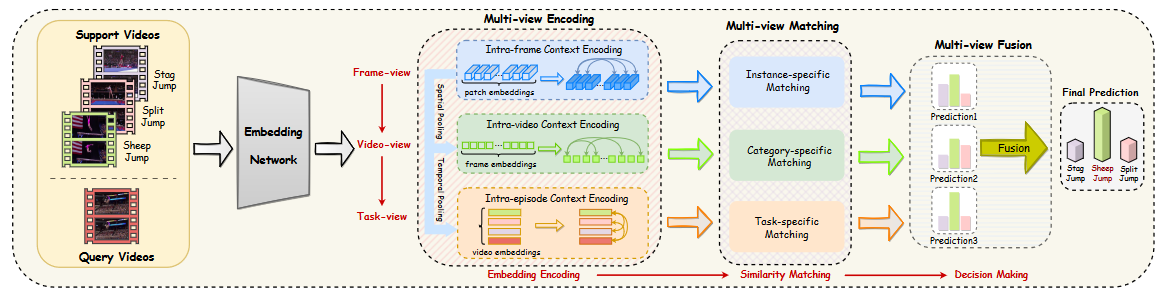 Support Videos
Stag
Jump
Split
Jump
Sheep
Jump
Query Videos
Embedding
Network
Frame-view
Video-view
Task-view
Multi-view Encoding
Spatial Pooling
Temporal Pooling
Intra-frame Context Encoding
patch embeddings
Intra-video Context Encoding
frame embeddings
Intra-episode Context Encoding
video embeddings
Multi-view Matching
Instance-specific
Matching
Category-specific
Matching
Task-specific
Matching
Multi-view Fusion
Prediction1
Prediction2
Prediction3
Fusion
Final Prediction
Stag
Jump
Sheep
Jump
Split
Jump
Embedding Encoding
Similarity Matching
Decision Making